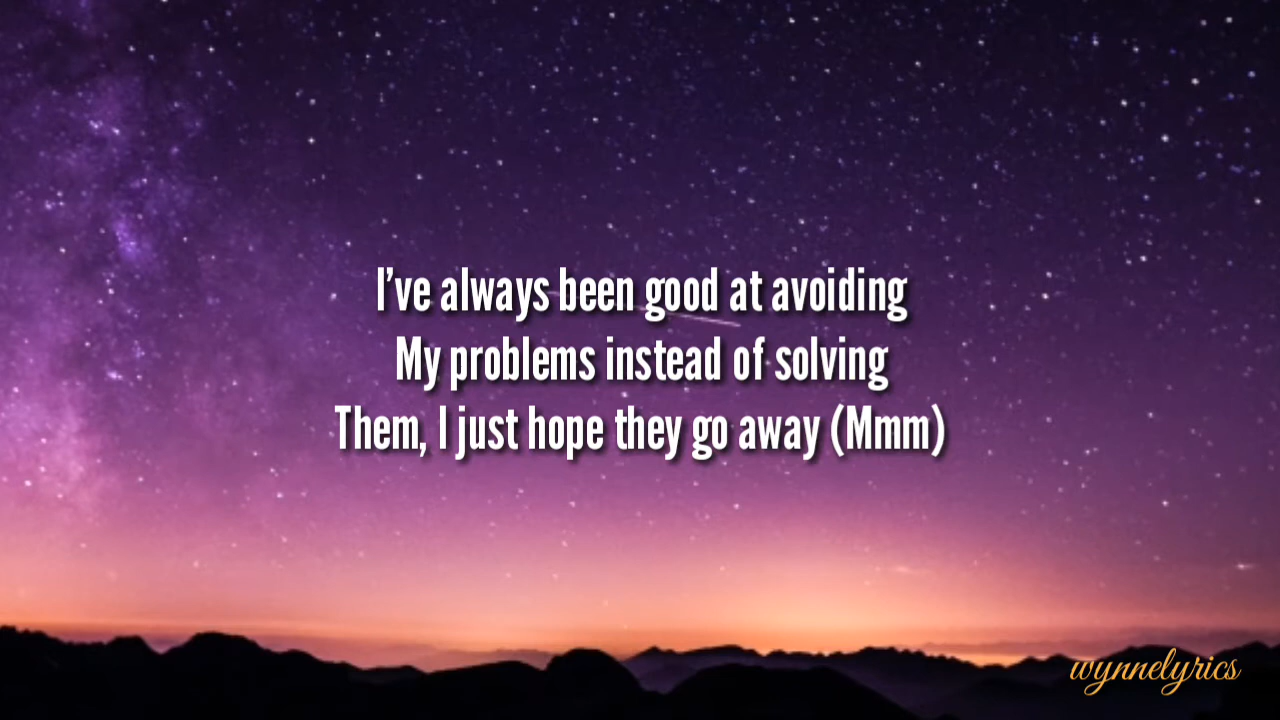 I've always been good at avoiding
My problems instead of solving
Them, I just hope they go away (Mmm)
wynnelyrics